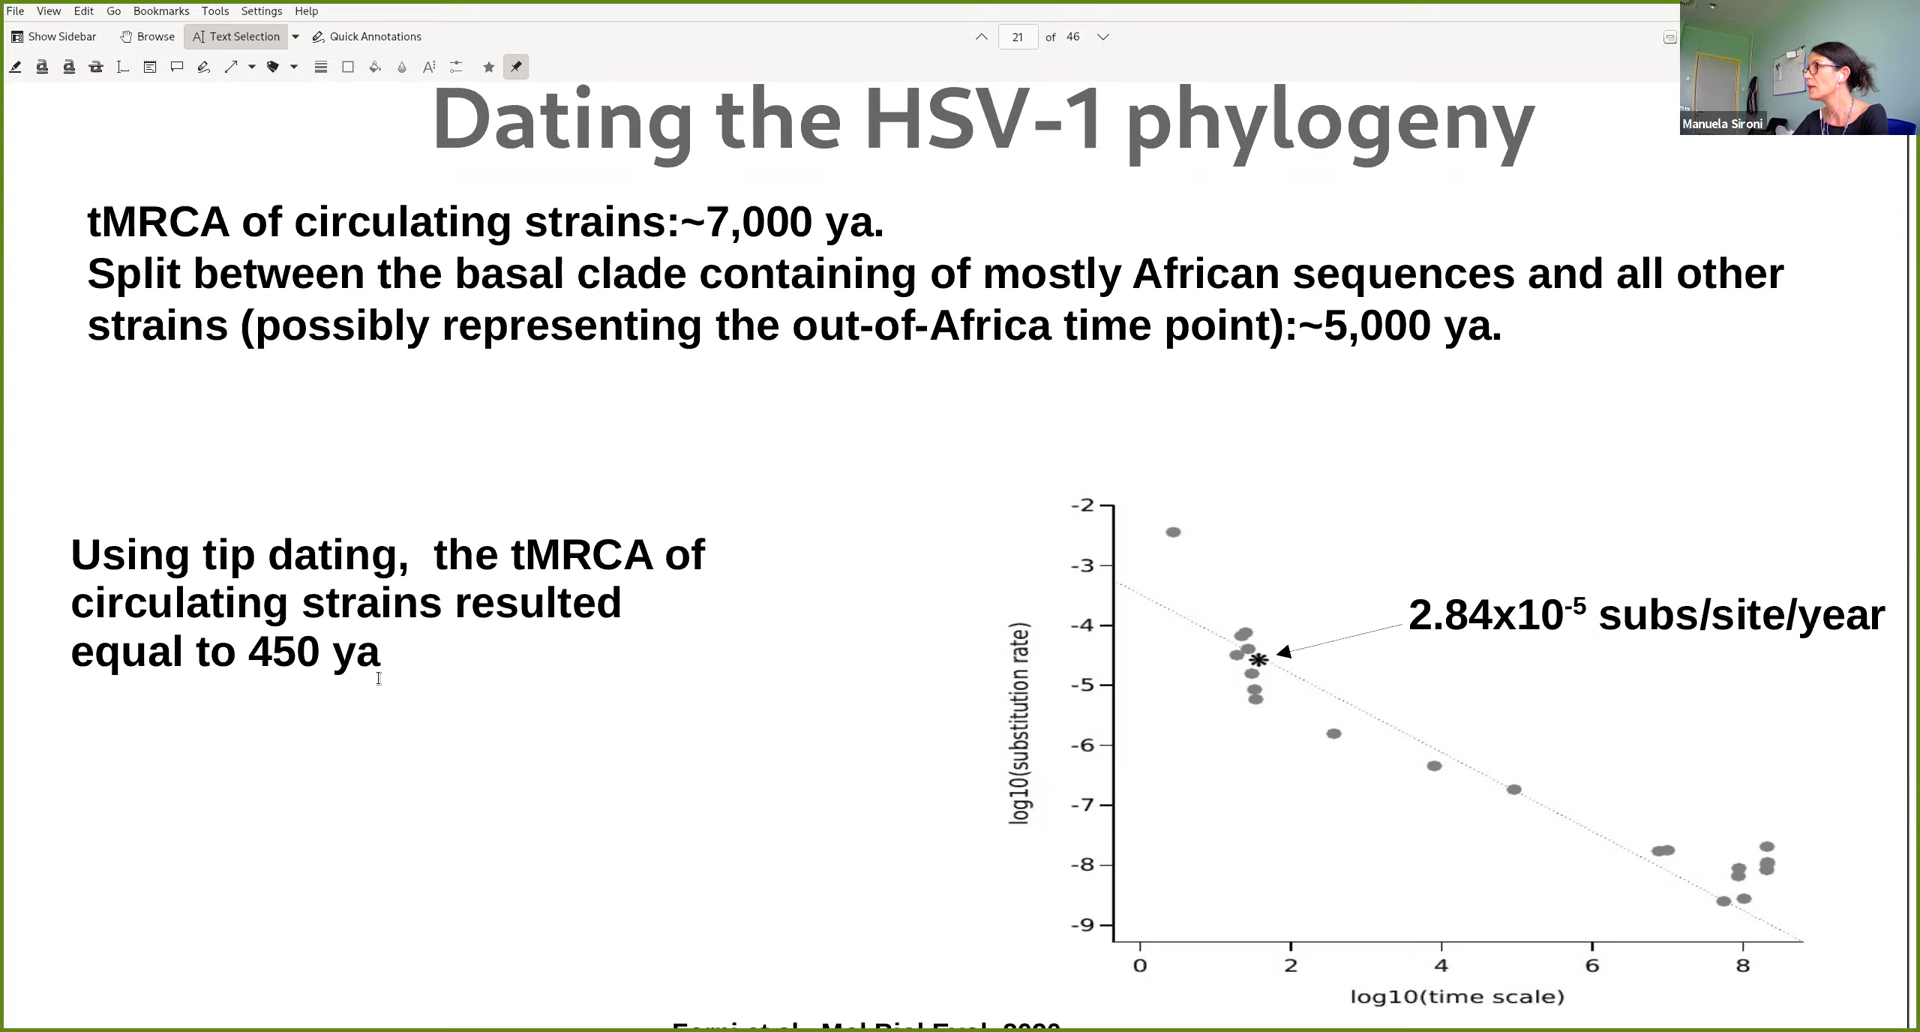 File View Edit Go Bookmarks Tools Settings Help
Show Sidebar Browse Text Selection Quick Annotations 21 of 46
Manuela Sironi
Dating the HSV-1 phylogeny
tMRCA of circulating strains:~7,000 ya.
Split between the basal clade containing of mostly African sequences and all other
strains (possibly representing the out-of-Africa time point):~5,000 ya.
Using tip dating, the tMRCA of
circulating strains resulted
equal to 450 ya
2.84x10⁻⁵ subs/site/year
log10(substitution rate)
-2
-3
-4
-5
-6
-7
-8
-9
0 2 4 6 8
log10(time scale)